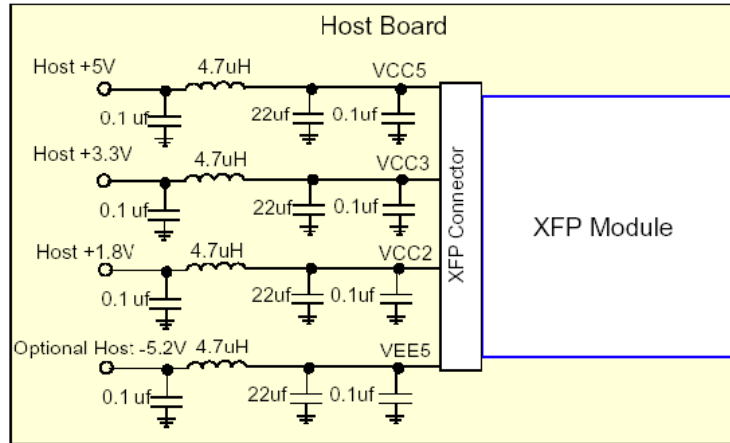 Host Board
Host +5V
4.7uH
VCC5
0.1 uf
22uf
0.1uf
Host +3.3V
4.7uH
VCC3
0.1 uf
22uf
0.1uf
Host +1.8V
4.7uH
VCC2
0.1 uf
22uf
0.1uf
Optional Host: -5.2V
4.7uH
VEE5
0.1 uf
22uf
0.1uf
XFP Connector
XFP Module